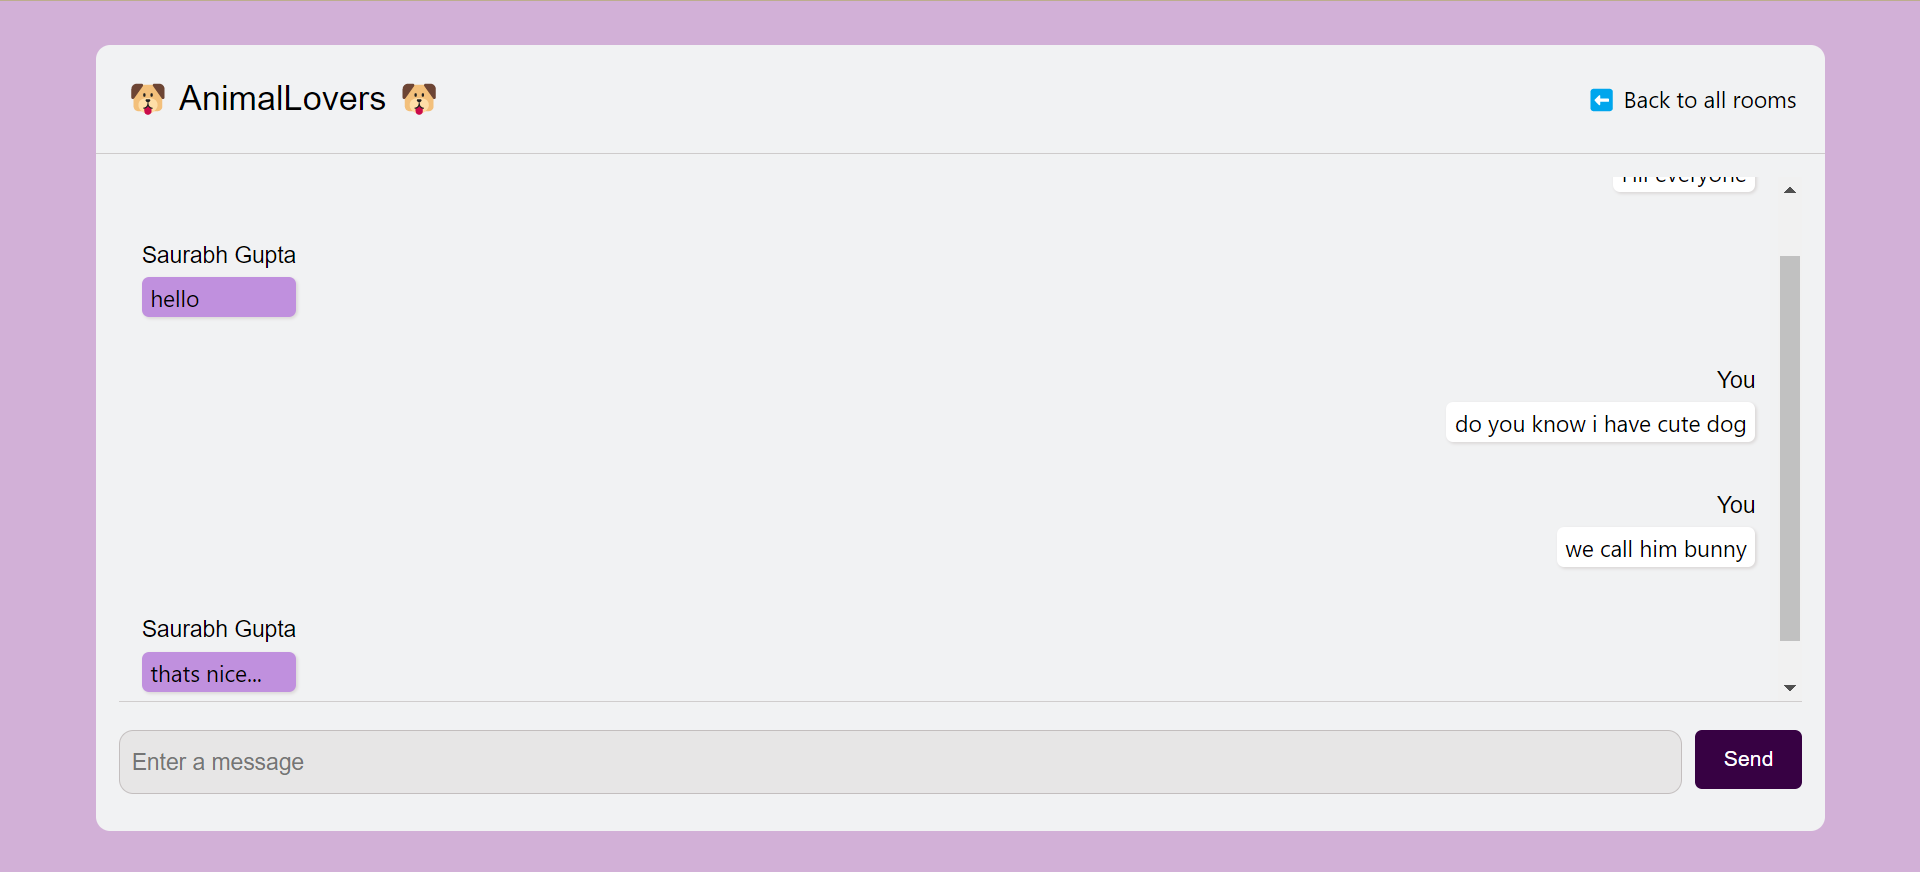 AnimalLovers
Back to all rooms
everyone
Saurabh Gupta
hello
You
do you know i have cute dog
You
we call him bunny
Saurabh Gupta
thats nice...
Enter a message
Send